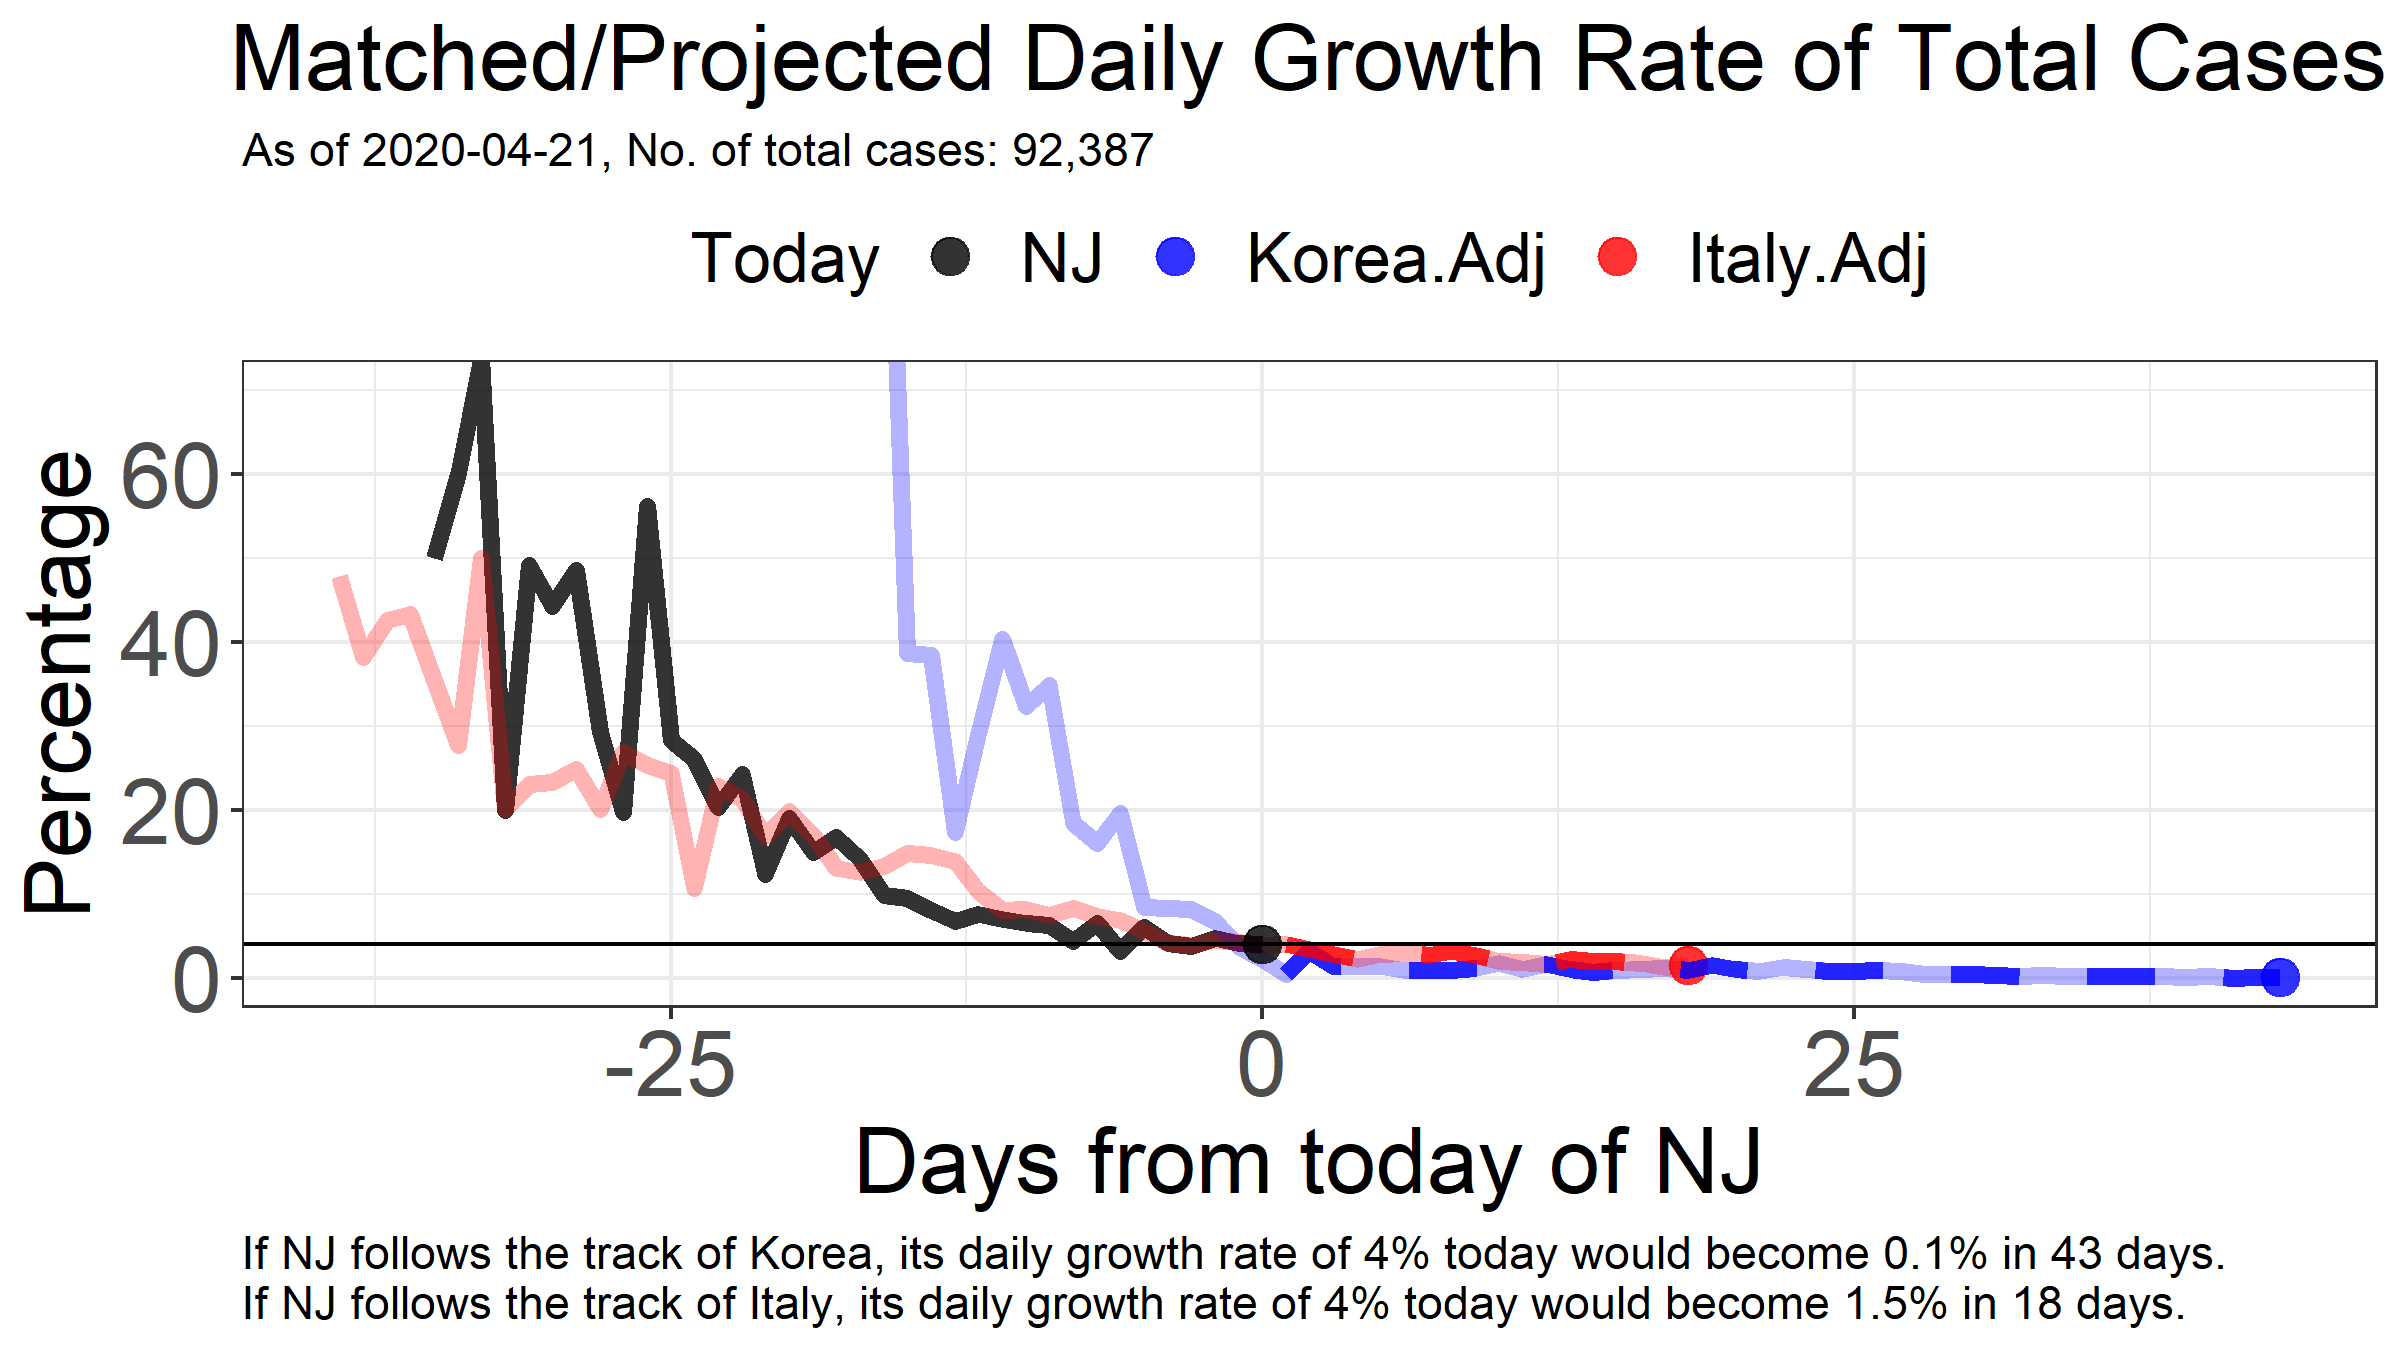 Matched/Projected Daily Growth Rate of Total Cases
As of 2020-04-21, No. of total cases: 92,387
Today NJ Korea.Adj Italy.Adj
Percentage
60
40
20
0
-25 0 25
Days from today of NJ
If NJ follows the track of Korea, its daily growth rate of 4% today would become 0.1% in 43 days.
If NJ follows the track of Italy, its daily growth rate of 4% today would become 1.5% in 18 days.